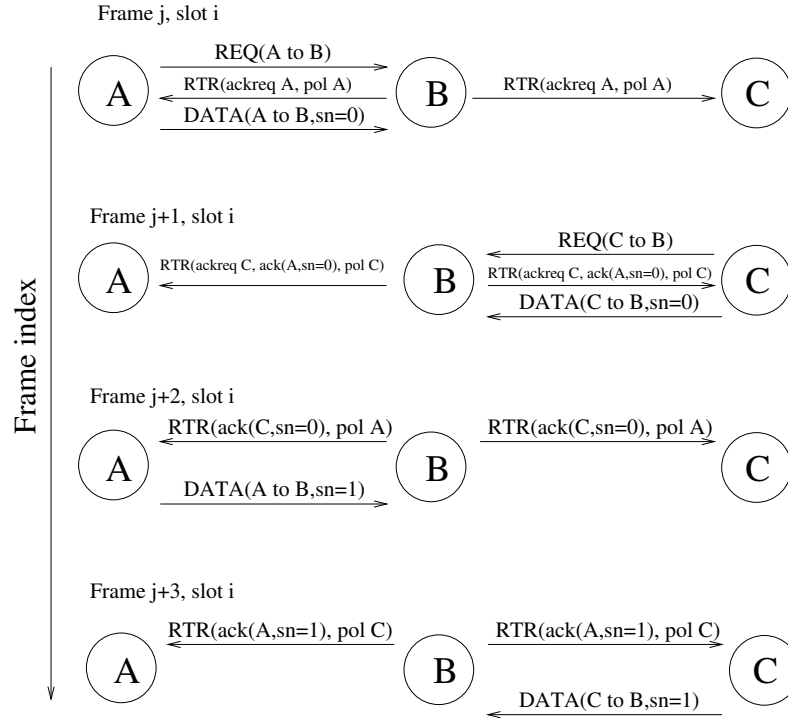 Frame j, slot i
REQ(A to B)
A
RTR(ackreq A, pol A)
B
RTR(ackreq A, pol A)
C
DATA(A to B,sn=0)
Frame j+1, slot i
REQ(C to B)
A
RTR(ackreq C, ack(A,sn=0), pol C)
B
RTR(ackreq C, ack(A,sn=0), pol C)
C
DATA(C to B,sn=0)
Frame index
Frame j+2, slot i
RTR(ack(C,sn=0), pol A)
RTR(ack(C,sn=0), pol A)
A
B
C
DATA(A to B,sn=1)
Frame j+3, slot i
RTR(ack(A,sn=1), pol C)
RTR(ack(A,sn=1), pol C)
A
B
C
DATA(C to B,sn=1)